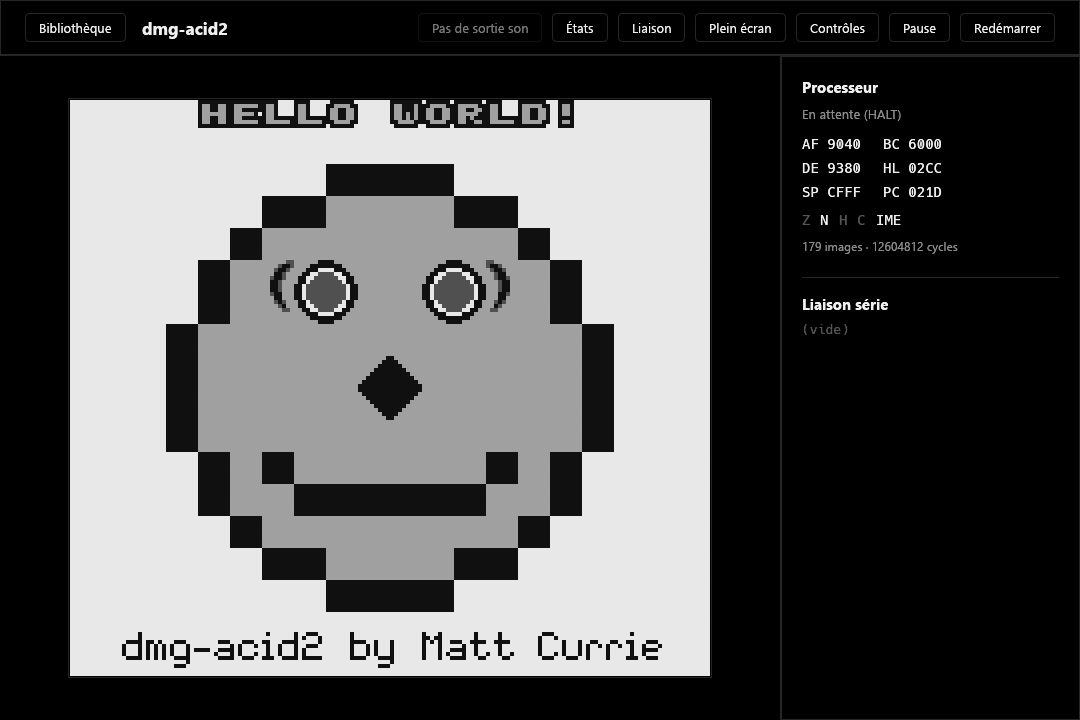 Bibliothèque dmg-acid2 Pas de sortie son États Liaison Plein écran Contrôles Pause Redémarrer
HELLO WORLD!
dmg-acid2 by Matt Currie
Processeur
En attente (HALT)
AF 9040 BC 6000
DE 9380 HL 02CC
SP CFFF PC 021D
Z N H C IME
179 images · 12604812 cycles
Liaison série
(vide)